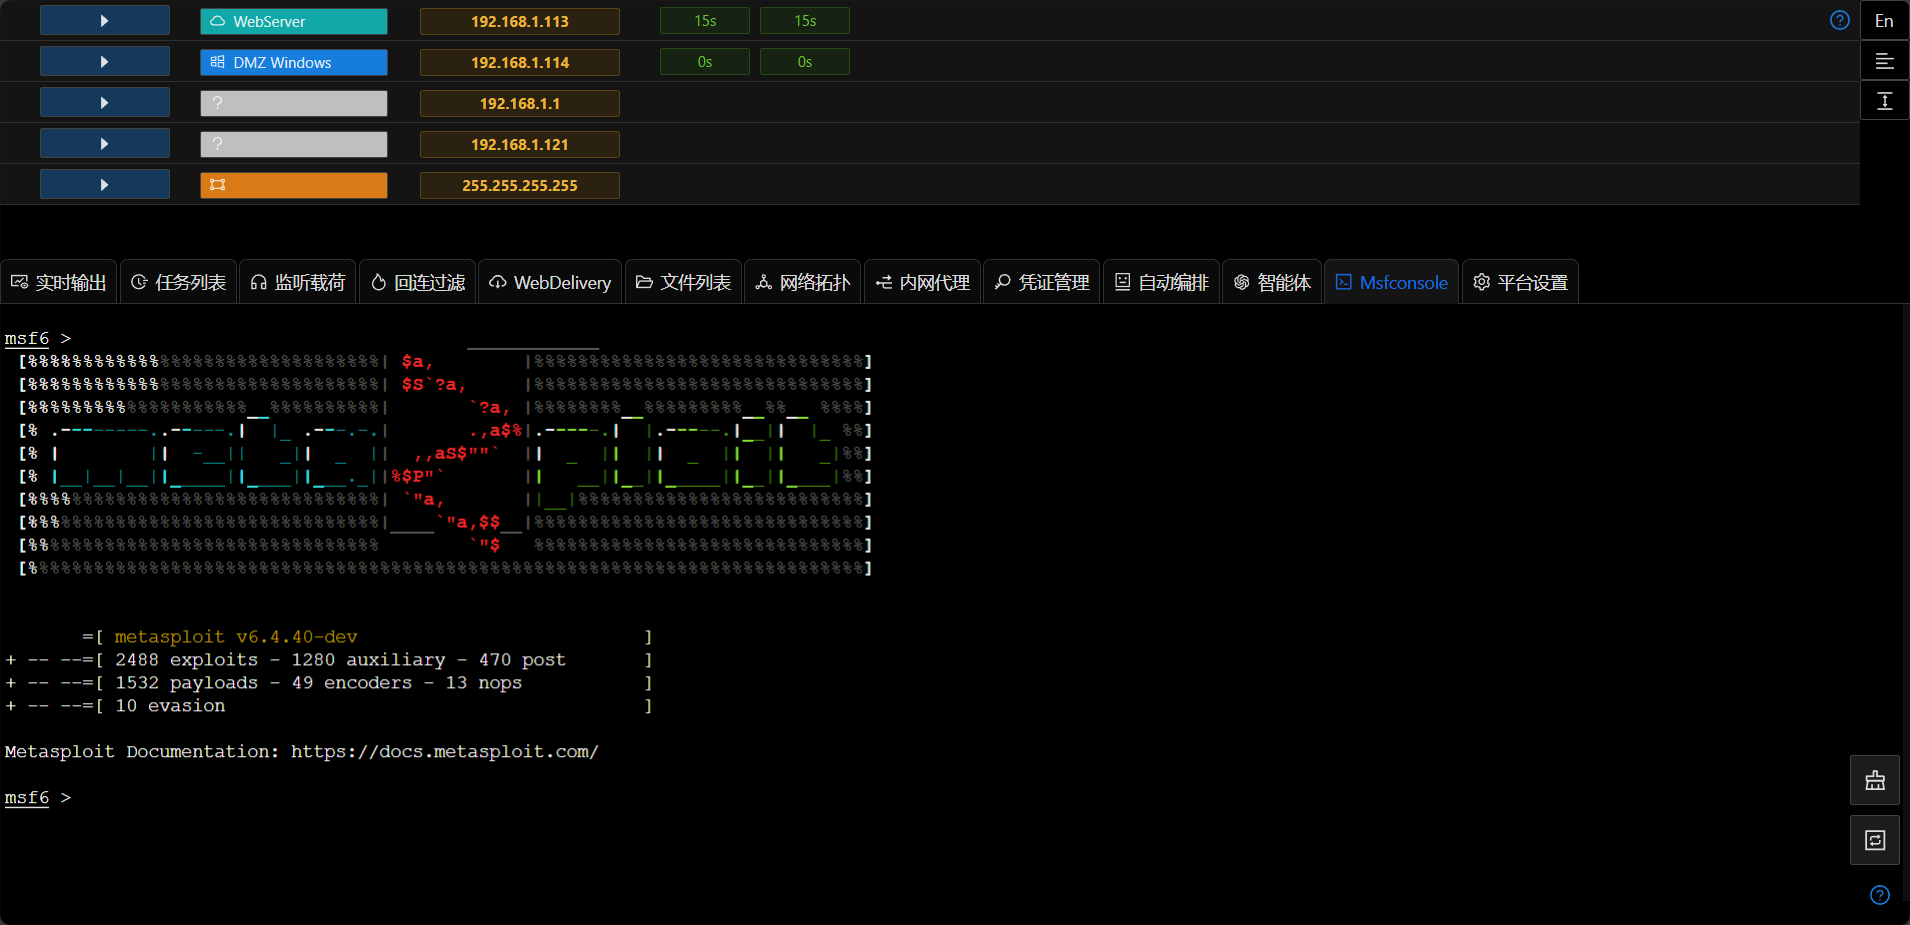 WebServer 192.168.1.113 15s 15s En
DMZ Windows 192.168.1.114 0s 0s
? 192.168.1.1
? 192.168.1.121
255.255.255.255
实时输出 任务列表 监听载荷 回连过滤 WebDelivery 文件列表 网络拓扑 内网代理 凭证管理 自动编排 智能体 Msfconsole 平台设置
msf6 >
metasploit
=[ metasploit v6.4.40-dev ]
+ -- --=[ 2488 exploits - 1280 auxiliary - 470 post ]
+ -- --=[ 1532 payloads - 49 encoders - 13 nops ]
+ -- --=[ 10 evasion ]
Metasploit Documentation: https://docs.metasploit.com/
msf6 >